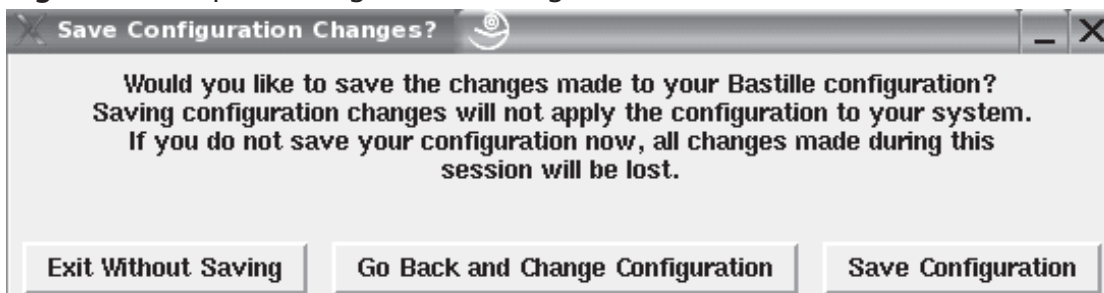 Save Configuration Changes?
Would you like to save the changes made to your Bastille configuration?
Saving configuration changes will not apply the configuration to your system.
If you do not save your configuration now, all changes made during this
session will be lost.
Exit Without Saving
Go Back and Change Configuration
Save Configuration